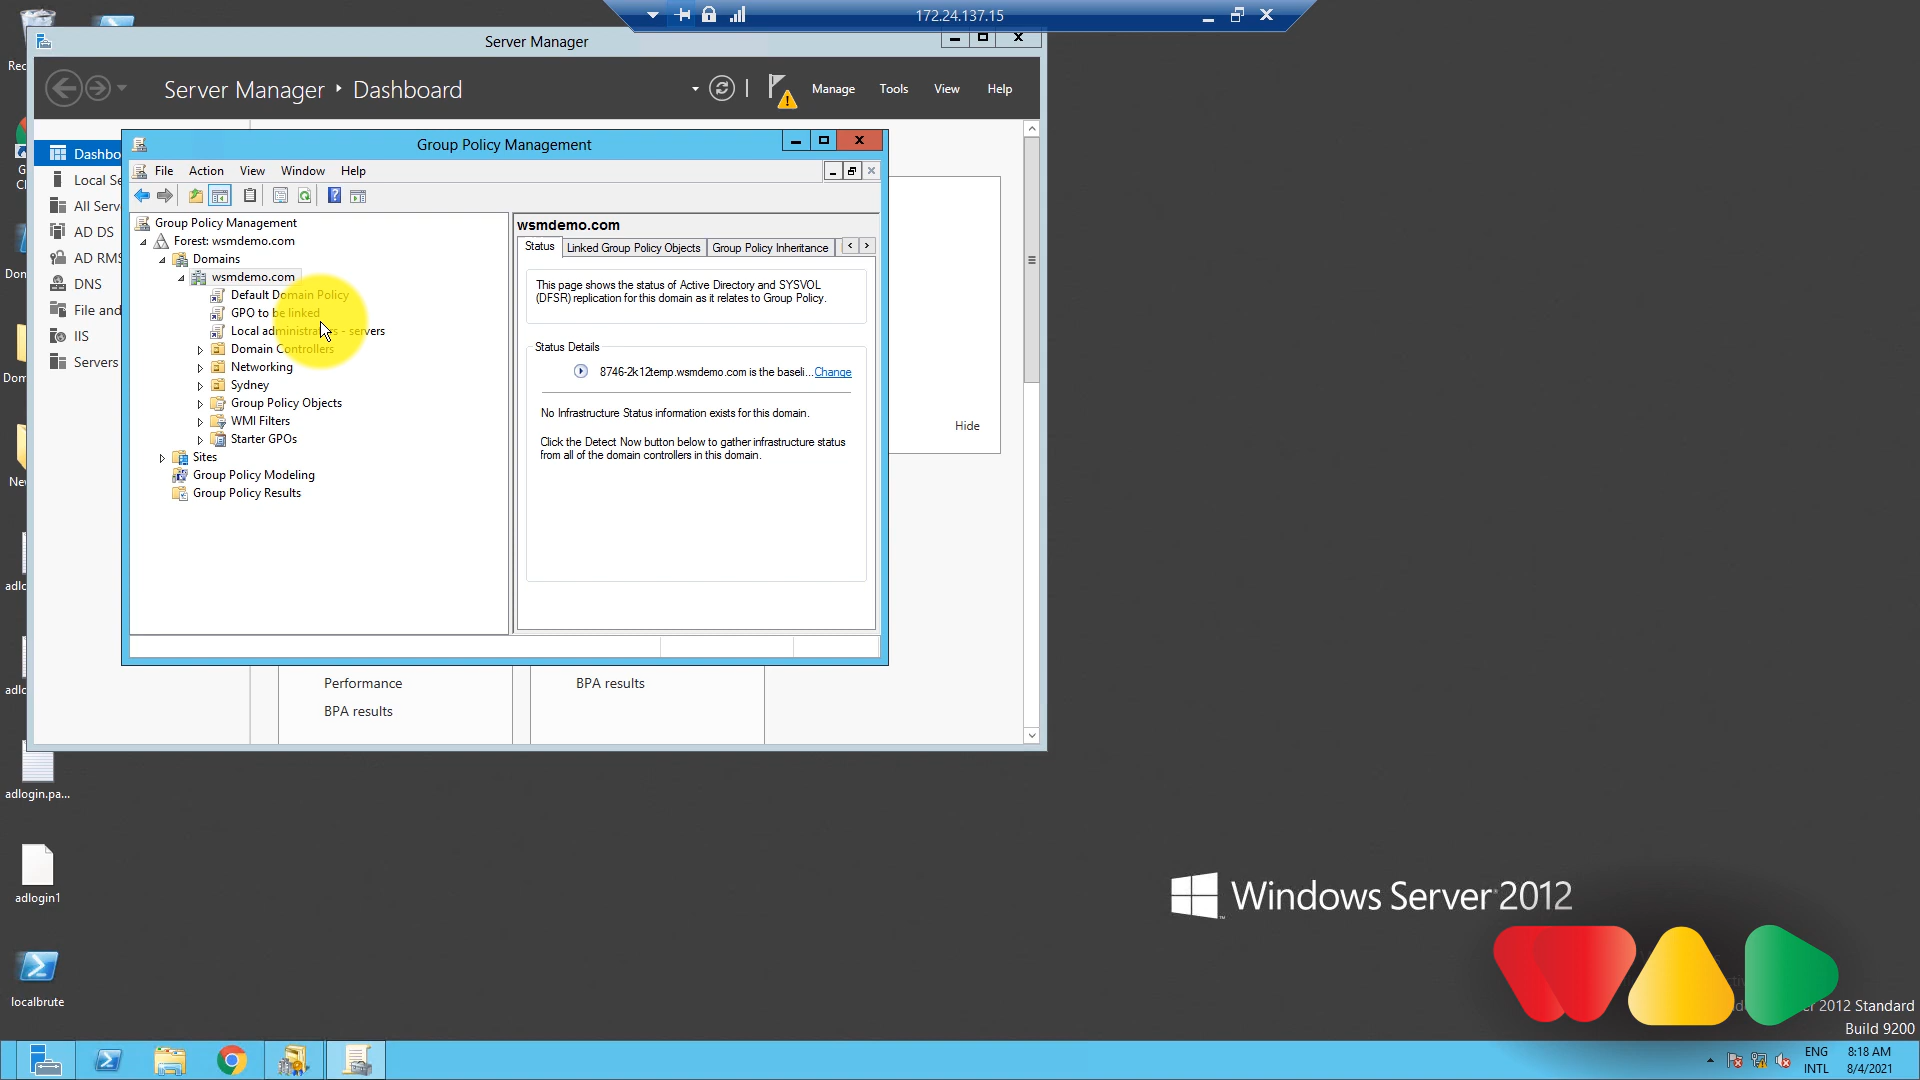 172.24.137.15
Server Manager
Server Manager ‣ Dashboard
Manage Tools View Help
Dashbo
Local Se
All Serv
AD DS
AD RMS
DNS
File and
IIS
Servers
Group Policy Management
File Action View Window Help
Group Policy Management
Forest: wsmdemo.com
Domains
wsmdemo.com
Default Domain Policy
GPO to be linked
Local administrators - servers
Domain Controllers
Networking
Sydney
Group Policy Objects
WMI Filters
Starter GPOs
Sites
Group Policy Modeling
Group Policy Results
wsmdemo.com
Status Linked Group Policy Objects Group Policy Inheritance
This page shows the status of Active Directory and SYSVOL
(DFSR) replication for this domain as it relates to Group Policy.
Status Details
8746-2k12temp.wsmdemo.com is the baseli... Change
No Infrastructure Status information exists for this domain.
Click the Detect Now button below to gather infrastructure status
from all of the domain controllers in this domain.
Hide
Performance
BPA results
BPA results
Rec
G
Cl
Don
Don
Nev
adlc
adlc
adlogin.pa...
adlogin1
localbrute
Windows Server 2012
2012 Standard
Build 9200
ENG
INTL
8:18 AM
8/4/2021